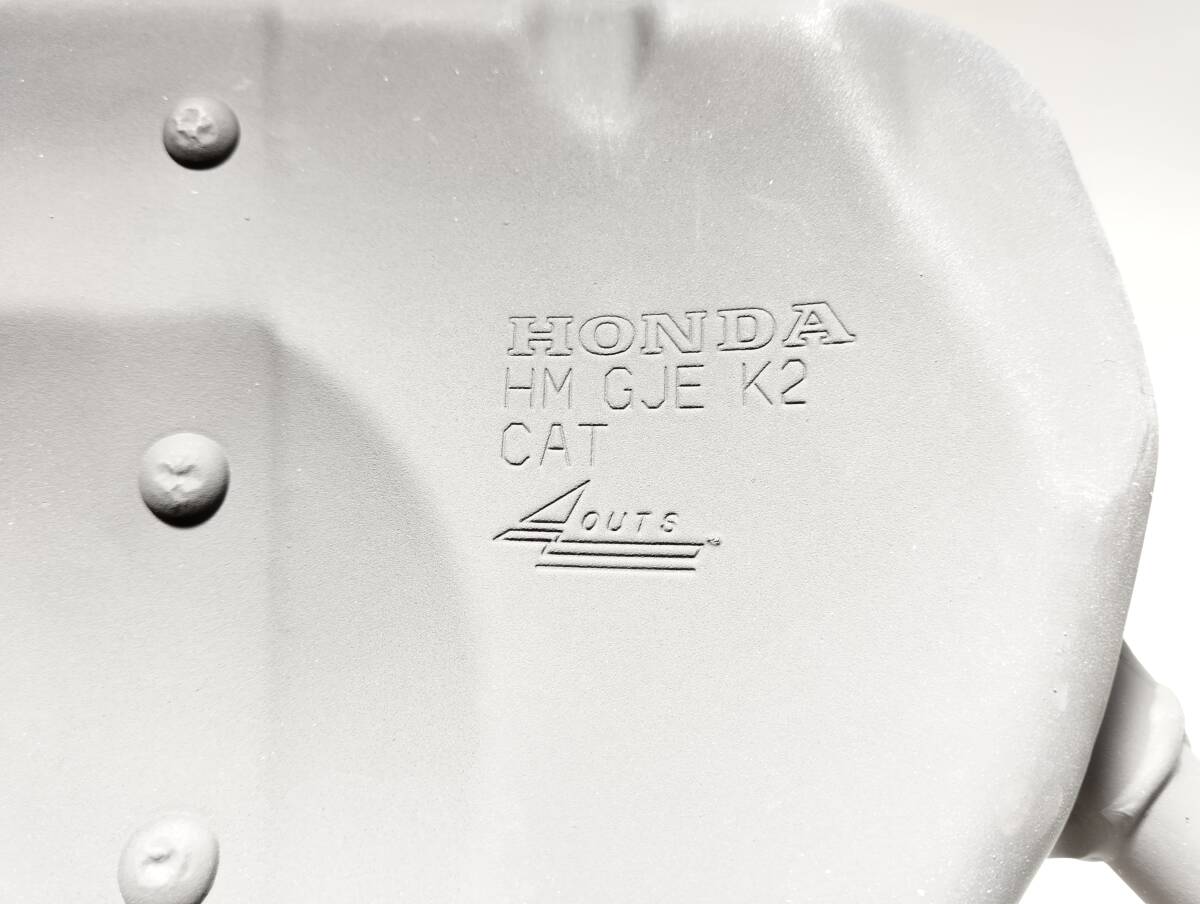 HONDA
HM GJE K2
CAT
4OUTS